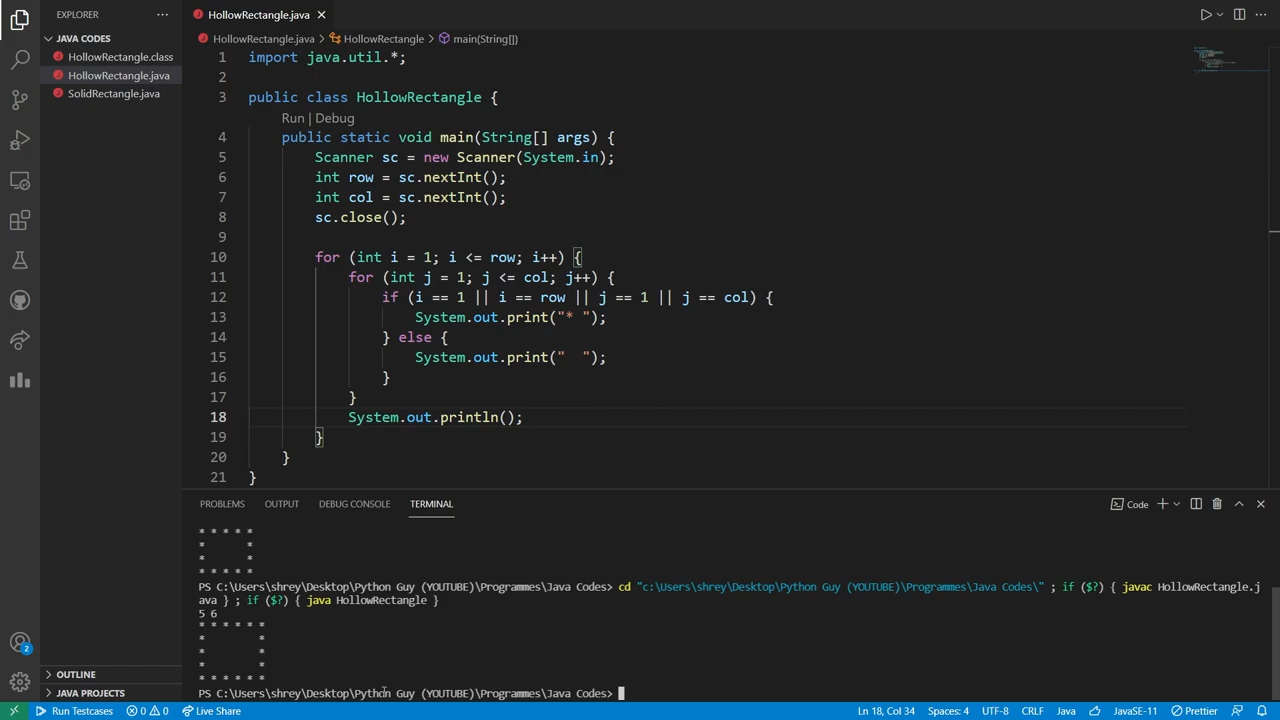 EXPLORER
JAVA CODES
HollowRectangle.class
HollowRectangle.java
SolidRectangle.java
OUTLINE
JAVA PROJECTS
HollowRectangle.java
HollowRectangle.java > HollowRectangle > main(String[])
1 import java.util.*;
2
3 public class HollowRectangle {
Run | Debug
4 public static void main(String[] args) {
5 Scanner sc = new Scanner(System.in);
6 int row = sc.nextInt();
7 int col = sc.nextInt();
8 sc.close();
9
10 for (int i = 1; i <= row; i++) {
11 for (int j = 1; j <= col; j++) {
12 if (i == 1 || i == row || j == 1 || j == col) {
13 System.out.print("* ");
14 } else {
15 System.out.print("  ");
16 }
17 }
18 System.out.println();
19 }
20 }
21 }
PROBLEMS OUTPUT DEBUG CONSOLE TERMINAL Code
* * * * *
*       *
*       *
* * * * *
PS C:\Users\shrey\Desktop\Python Guy (YOUTUBE)\Programmes\Java Codes> cd "c:\Users\shrey\Desktop\Python Guy (YOUTUBE)\Programmes\Java Codes\" ; if ($?) { javac HollowRectangle.j
ava } ; if ($?) { java HollowRectangle }
5 6
* * * * * *
*         *
*         *
*         *
* * * * * *
PS C:\Users\shrey\Desktop\Python Guy (YOUTUBE)\Programmes\Java Codes>
2
Run Testcases 0 0 Live Share Ln 18, Col 34 Spaces: 4 UTF-8 CRLF Java JavaSE-11 Prettier